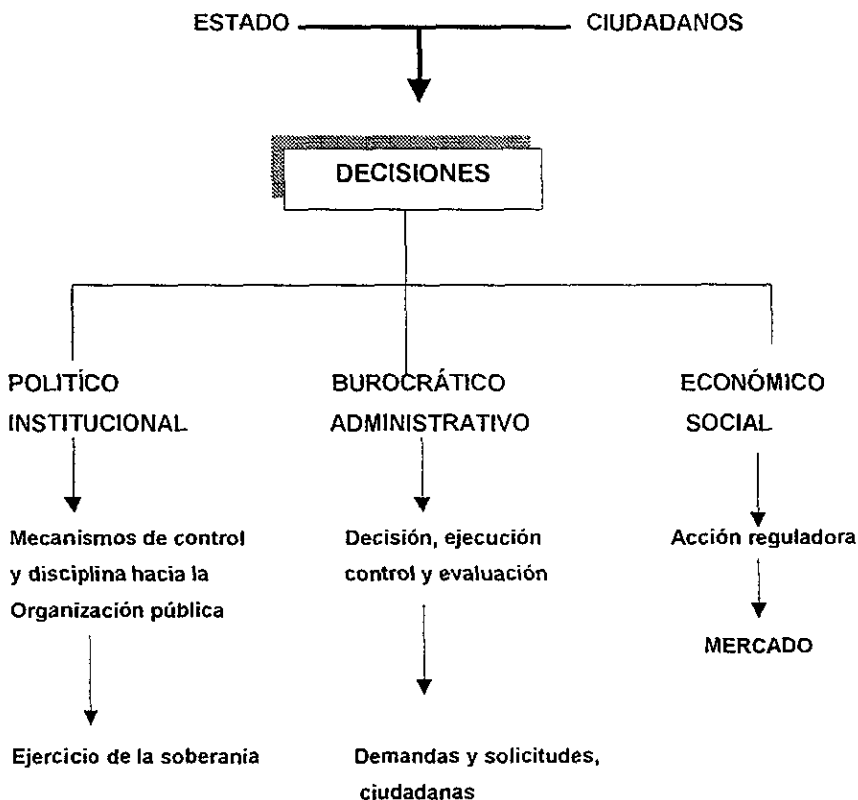 ESTADO CIUDADANOS
DECISIONES
POLITÍCO
INSTITUCIONAL
BUROCRÁTICO
ADMINISTRATIVO
ECONÓMICO
SOCIAL
Mecanismos de control
y disciplina hacia la
Organización pública
Decisión, ejecución
control y evaluación
Acción reguladora
MERCADO
Ejercicio de la soberanía
Demandas y solicitudes,
ciudadanas